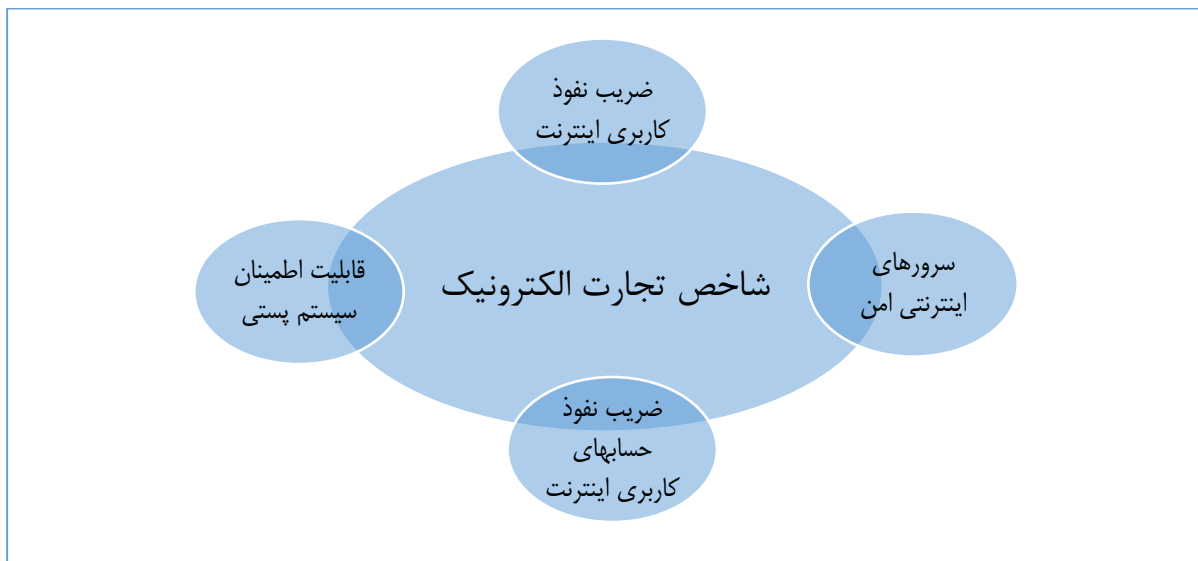 ضریب نفوذ
کاربری اینترنت
سرورهای
اینترنتی امن
شاخص تجارت الکترونیک
قابلیت اطمینان
سیستم پستی
ضریب نفوذ
حسابهای
کاربری اینترنت